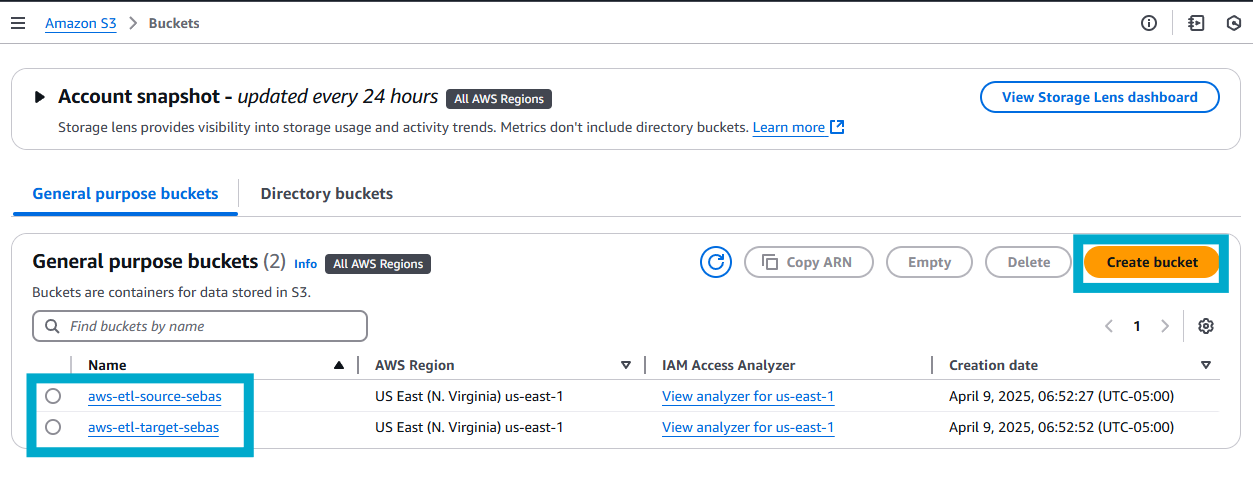 Amazon S3 > Buckets
Account snapshot - updated every 24 hours All AWS Regions
View Storage Lens dashboard
Storage lens provides visibility into storage usage and activity trends. Metrics don't include directory buckets. Learn more
General purpose buckets Directory buckets
General purpose buckets (2) Info All AWS Regions
Copy ARN Empty Delete Create bucket
Buckets are containers for data stored in S3.
Find buckets by name
1
Name AWS Region IAM Access Analyzer Creation date
aws-etl-source-sebas US East (N. Virginia) us-east-1 View analyzer for us-east-1 April 9, 2025, 06:52:27 (UTC-05:00)
aws-etl-target-sebas US East (N. Virginia) us-east-1 View analyzer for us-east-1 April 9, 2025, 06:52:52 (UTC-05:00)